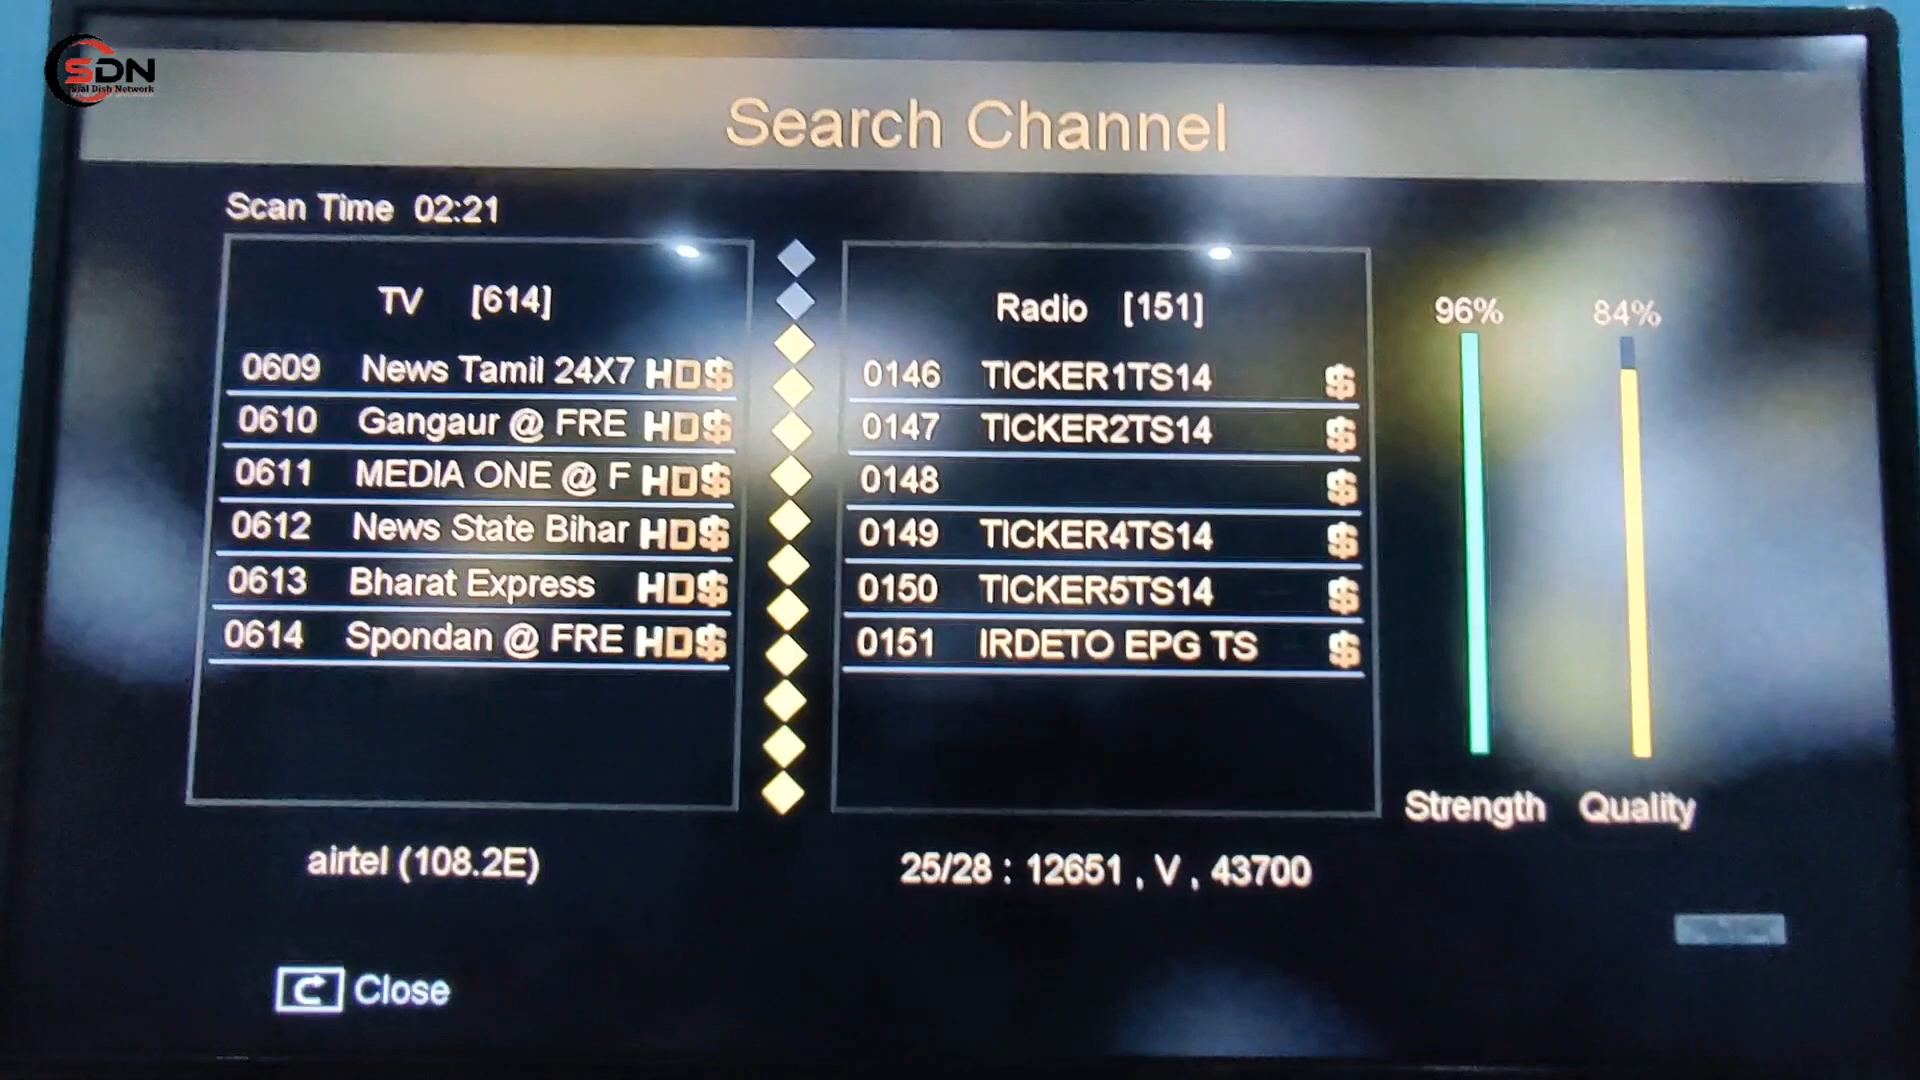 SDN
Dish Network
Search Channel
Scan Time 02:21
TV [614]
0609 News Tamil 24X7 HD$
0610 Gangaur @ FRE HD$
0611 MEDIA ONE @ F HD$
0612 News State Bihar HD$
0613 Bharat Express HD$
0614 Spondan @ FRE HD$
Radio [151]
0146 TICKER1TS14 $
0147 TICKER2TS14 $
0148 $
0149 TICKER4TS14 $
0150 TICKER5TS14 $
0151 IRDETO EPG TS $
96% 84%
Strength Quality
airtel (108.2E)
25/28 : 12651 , V , 43700
Close